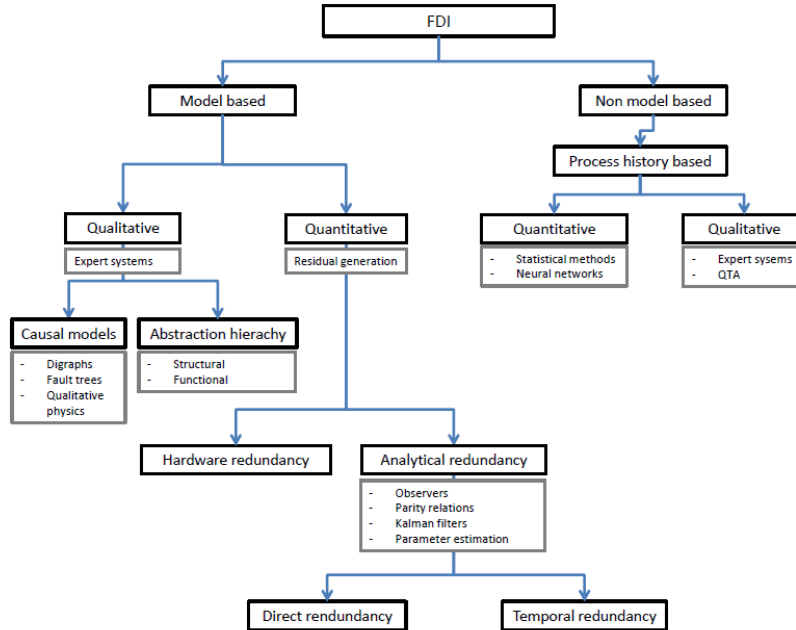 FDI
Model based
Non model based
Process history based
Qualitative
Quantitative
Quantitative
Qualitative
Expert systems
Residual generation
- Statistical methods
- Neural networks
- Expert sysems
- QTA
Causal models
Abstraction hierachy
- Digraphs
- Fault trees
- Qualitative
physics
- Structural
- Functional
Hardware redundancy
Analytical redundancy
- Observers
- Parity relations
- Kalman filters
- Parameter estimation
Direct rendundancy
Temporal redundancy